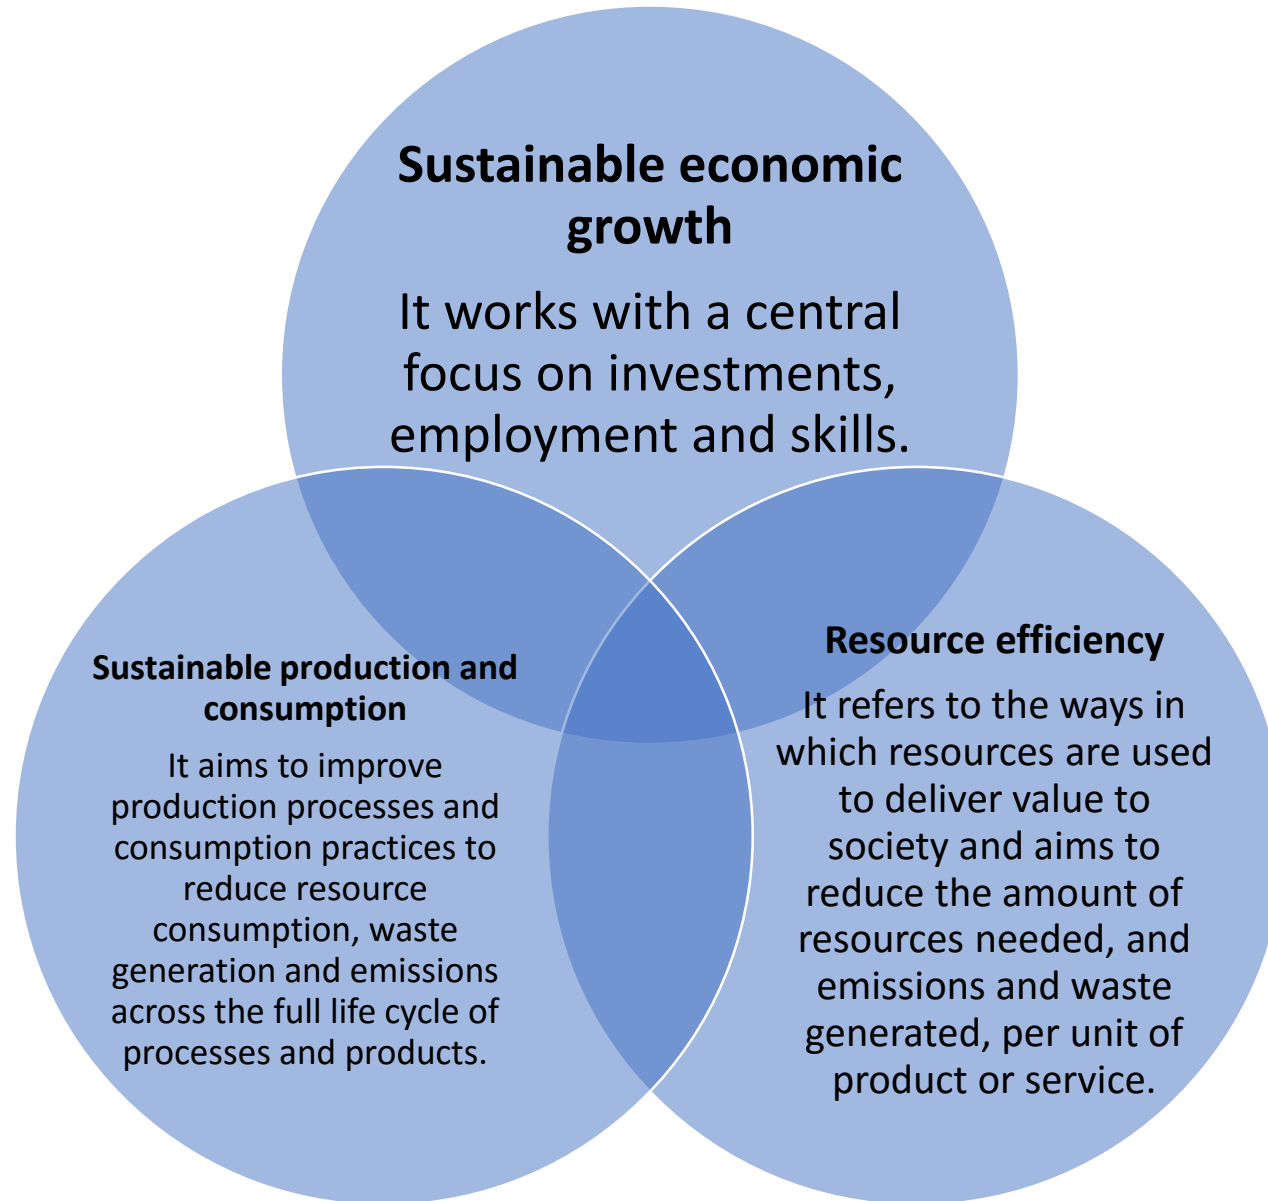 Sustainable economic
growth
It works with a central
focus on investments,
employment and skills.
Sustainable production and
consumption
It aims to improve
production processes and
consumption practices to
reduce resource
consumption, waste
generation and emissions
across the full life cycle of
processes and products.
Resource efficiency
It refers to the ways in
which resources are used
to deliver value to
society and aims to
reduce the amount of
resources needed, and
emissions and waste
generated, per unit of
product or service.